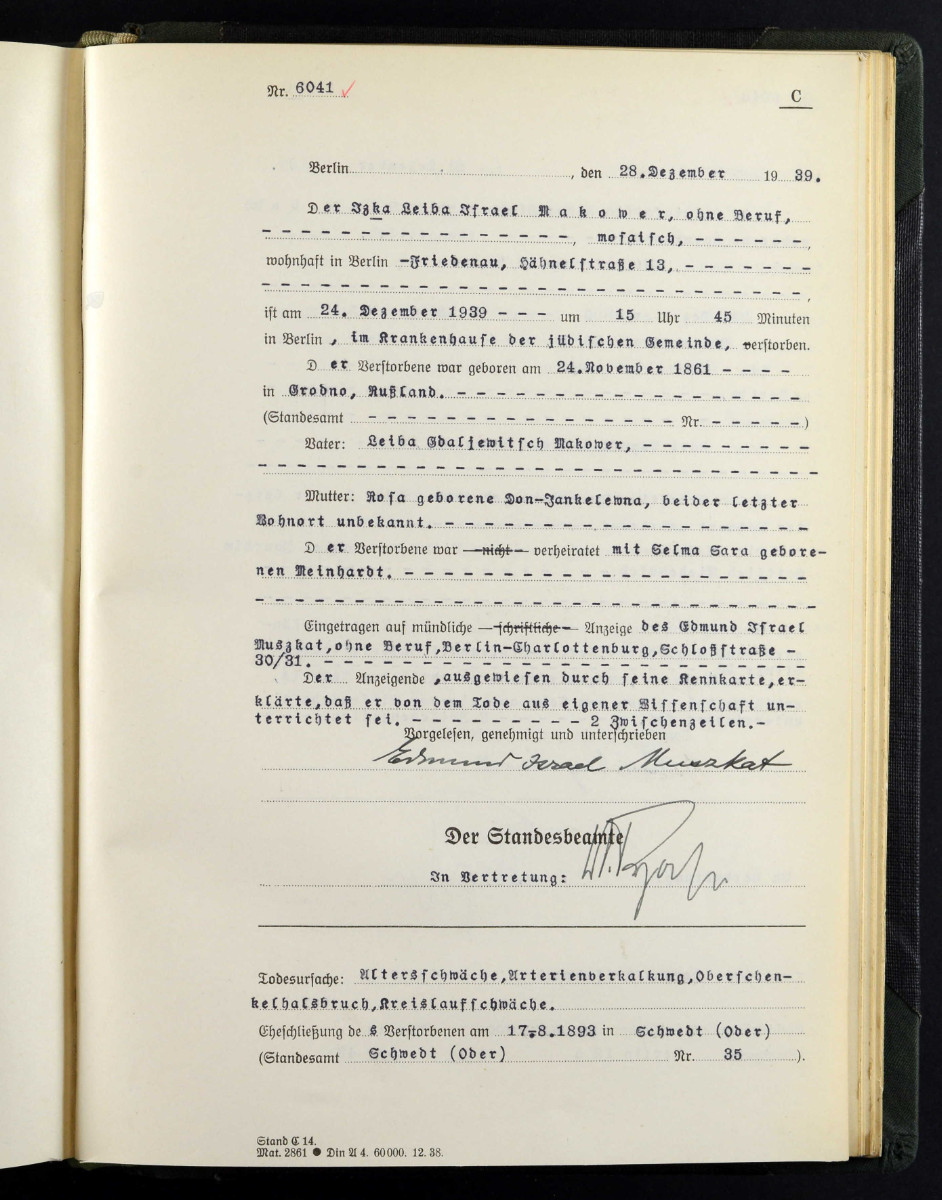 Nr. 6041
C
Berlin , den 28.Dezember 19 39.
Der Izka Leiba Israel M a k o w e r, ohne Beruf,
- - - - - - - - - - - - - - - -, mosaisch, - - - - - -,
wohnhaft in Berlin -Friedenau, Hähnelstraße 13, - - - - - - -
- - - - - - - - - - - - - - - - - - - - - - - - - - - - ,
ist am 24. Dezember 1939 - - - um 15 Uhr 45 Minuten
in Berlin , im Krankenhause der jüdischen Gemeinde, verstorben.
D er Verstorbene war geboren am 24.November 1861 - - - -
in Grodno, Rußland. - - - - - - - - - - - - - - - - - -
(Standesamt - - - - - - - - - - - - - - - - Nr. - - - - -)
Vater: Leiba Gdaljewitsch Makower, - - - - - - - - -
- - - - - - - - - - - - - - - - - - - - - - - - - - - - -
Mutter: Rosa geborene Don-Jankelewna, beider letzter
Wohnort unbekannt. - - - - - - - - - - - - - - - - - - -
D er Verstorbene war - nicht - verheiratet mit Selma Sara gebore-
nen Meinhardt. - - - - - - - - - - - - - - - - - - - - -
- - - - - - - - - - - - - - - - - - - - - - - - - - - - -
Eingetragen auf mündliche - schriftliche - Anzeige des Edmund Israel
Muszkat,ohne Beruf,Berlin-Charlottenburg,Schloßstraße -
30/31. - - - - - - - - - - - - - - - - - - - - - - - - -
Der Anzeigende ,ausgewiesen durch seine Kennkarte,er-
klärte,daß er von dem Tode aus eigener Wissenschaft un-
terrichtet sei. - - - - - - - - - 2 Zwischenzeilen.-
Vorgelesen, genehmigt und unterschrieben
Edmund Israel Muszkat
Der Standesbeamte
In Vertretung:
Todesursache: Altersschwäche,Arterienverkalkung,Oberschen-
kelhalsbruch,Kreislaufschwäche.
Eheschließung de s Verstorbenen am 17.8.1893 in Schwedt (Oder)
(Standesamt Schwedt (Oder) Nr. 35 ).
Stand C 14.
Mat. 2861 ● Din A 4. 60000. 12. 38.